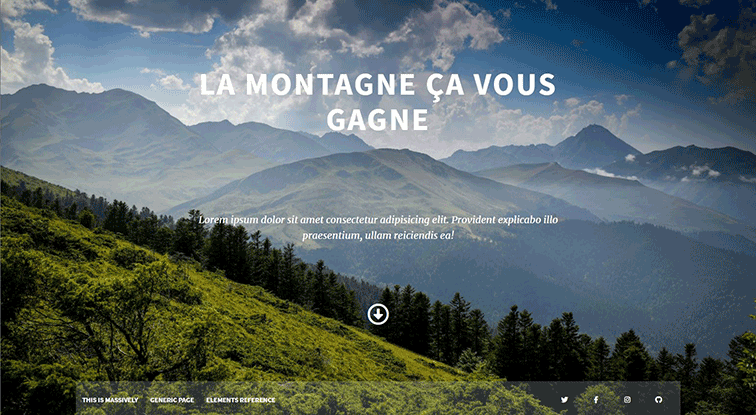 LA MONTAGNE ÇA VOUS
GAGNE
Lorem ipsum dolor sit amet consectetur adipisicing elit. Provident explicabo illo
praesentium, ullam reiciendis ea!
THIS IS MASSIVELY GENERIC PAGE ELEMENTS REFERENCE